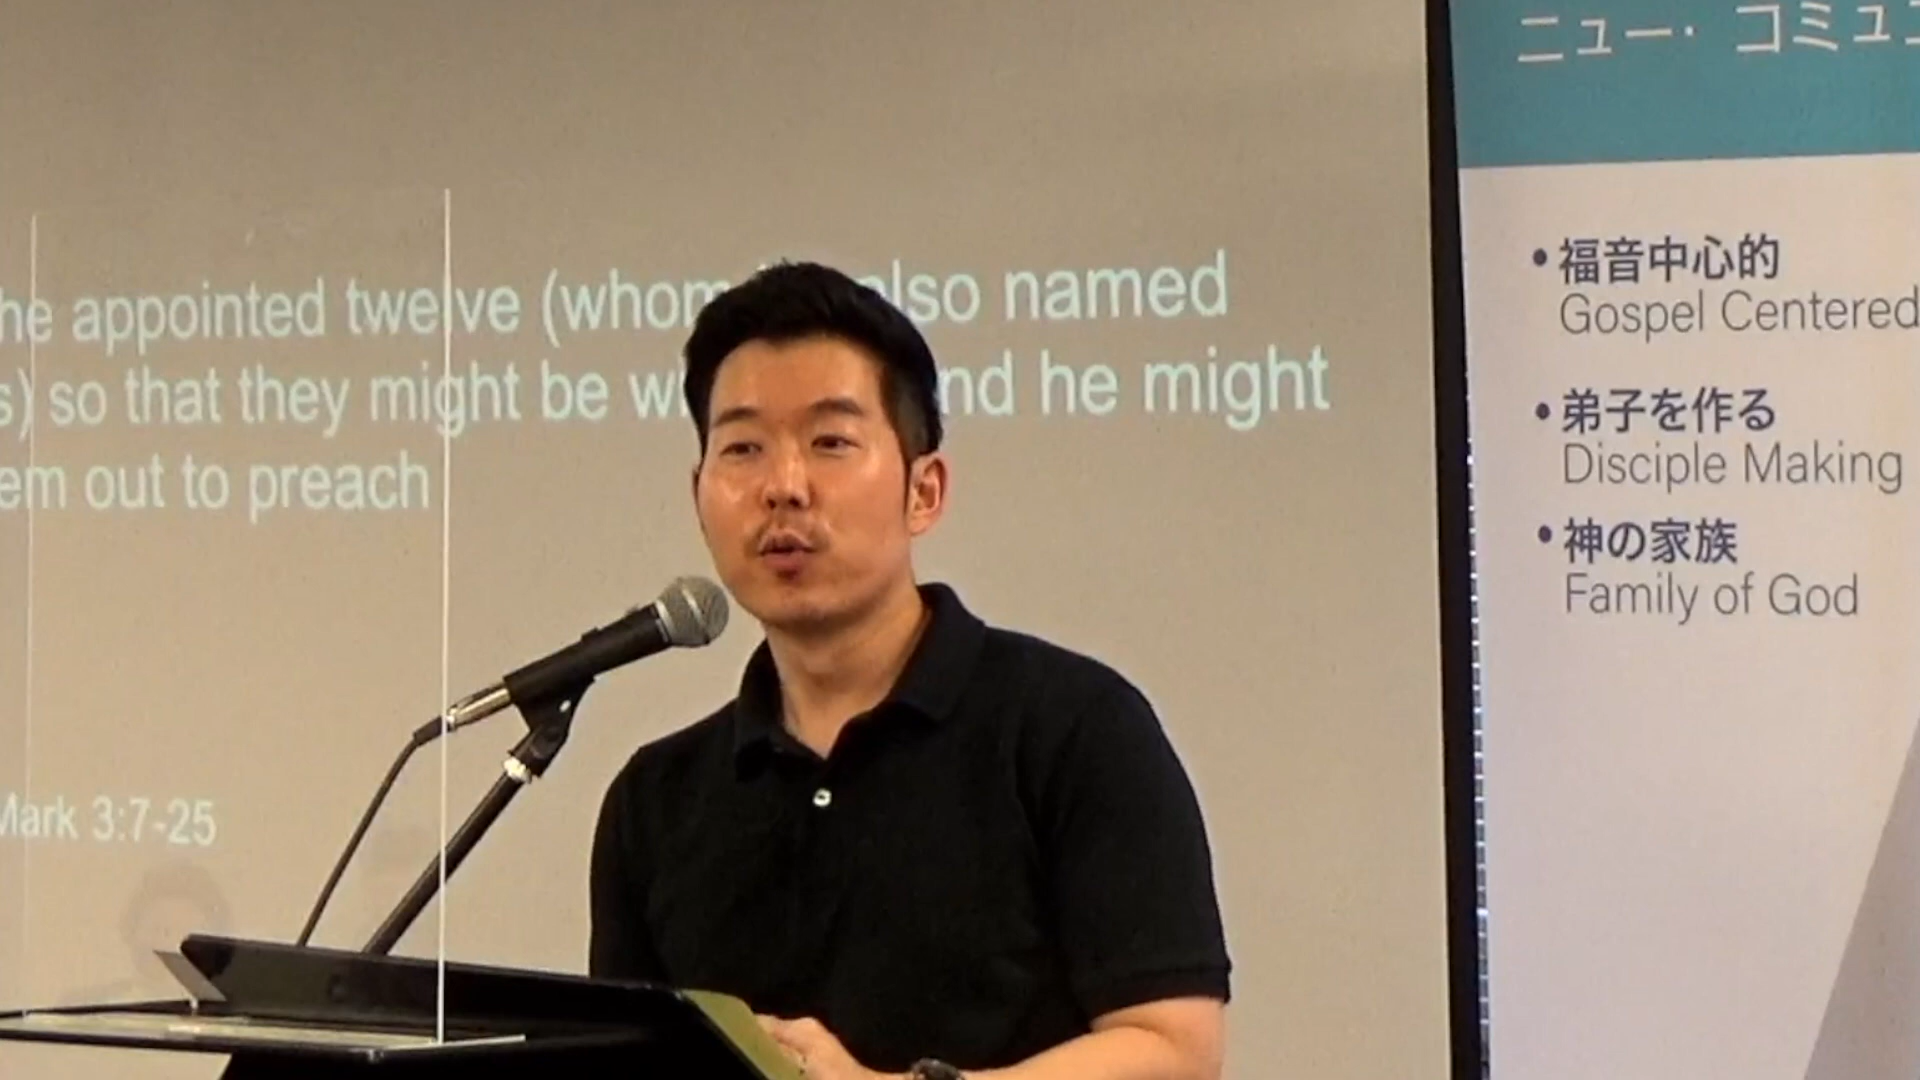 he appointed twelve (whom also named
s) so that they might be nd he might
em out to preach
Mark 3:7-25
ニュー・コミュニ
•福音中心的
Gospel Centered
•弟子を作る
Disciple Making
•神の家族
Family of God